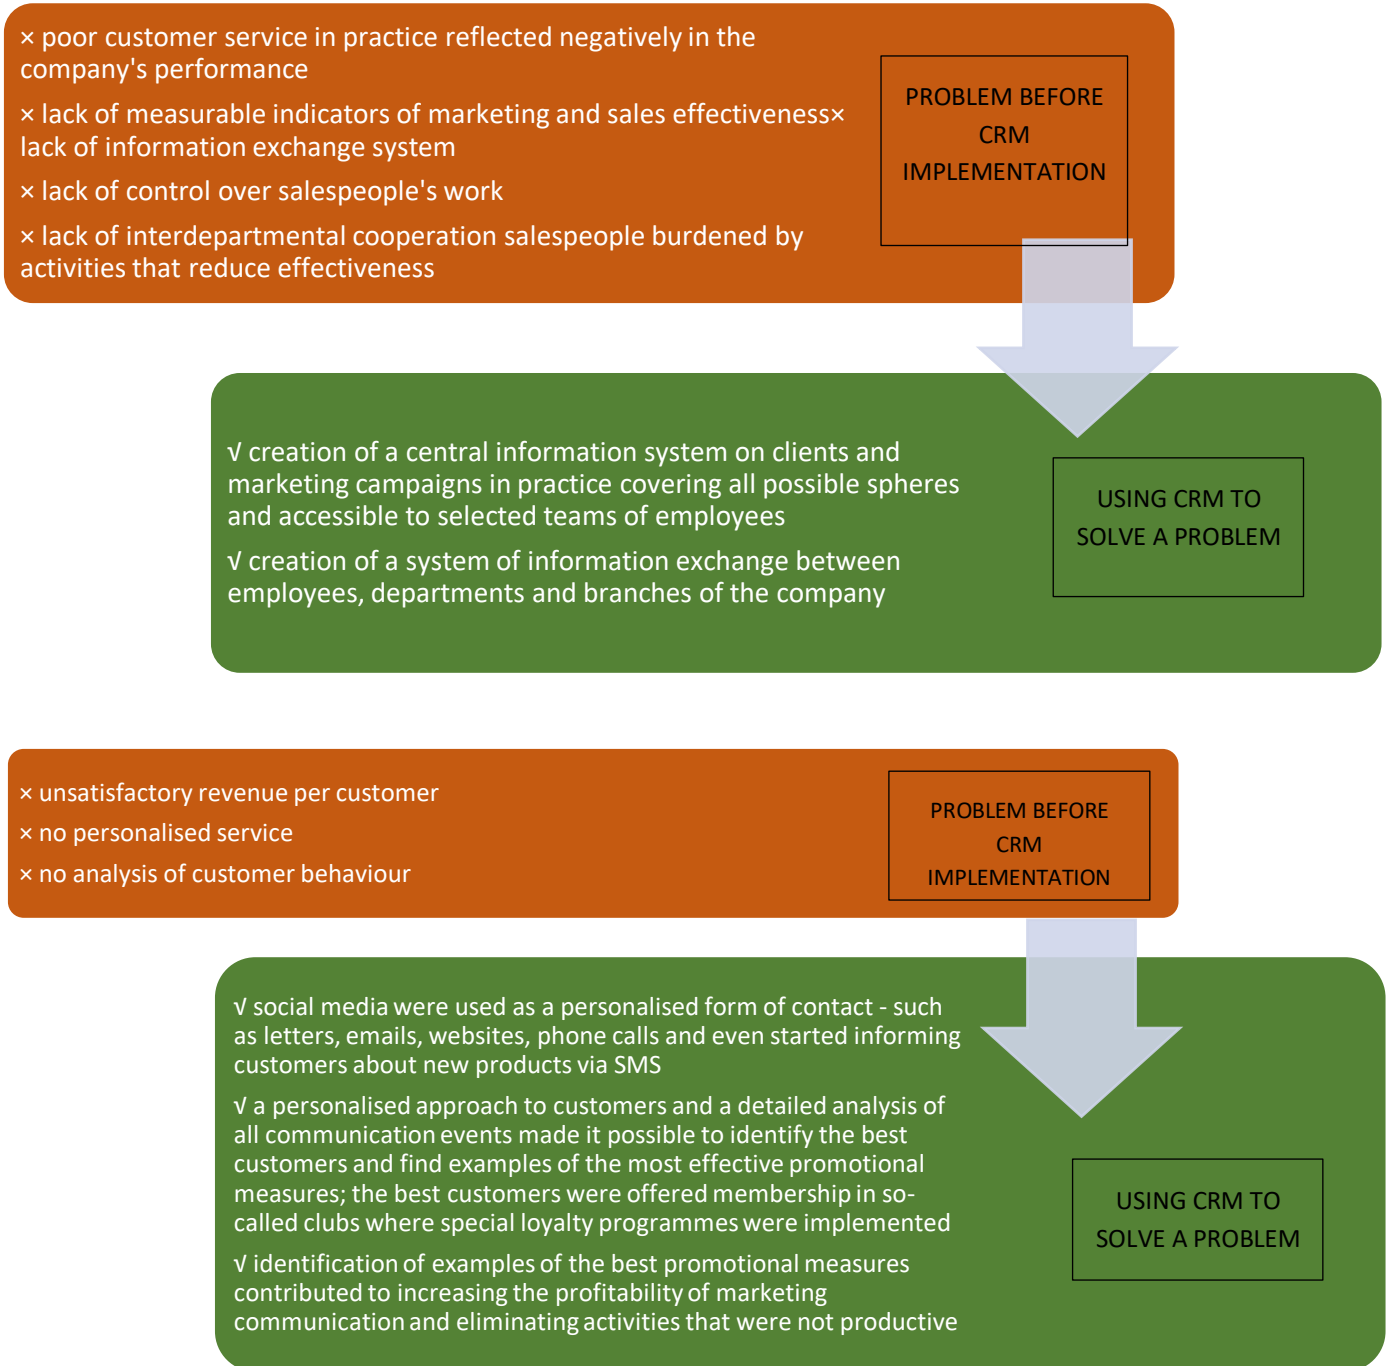 × poor customer service in practice reflected negatively in the
company's performance
× lack of measurable indicators of marketing and sales effectiveness×
lack of information exchange system
× lack of control over salespeople's work
× lack of interdepartmental cooperation salespeople burdened by
activities that reduce effectiveness
PROBLEM BEFORE
CRM
IMPLEMENTATION
√ creation of a central information system on clients and
marketing campaigns in practice covering all possible spheres
and accessible to selected teams of employees
√ creation of a system of information exchange between
employees, departments and branches of the company
USING CRM TO
SOLVE A PROBLEM
× unsatisfactory revenue per customer
× no personalised service
× no analysis of customer behaviour
PROBLEM BEFORE
CRM
IMPLEMENTATION
√ social media were used as a personalised form of contact - such
as letters, emails, websites, phone calls and even started informing
customers about new products via SMS
√ a personalised approach to customers and a detailed analysis of
all communication events made it possible to identify the best
customers and find examples of the most effective promotional
measures; the best customers were offered membership in so-
called clubs where special loyalty programmes were implemented
√ identification of examples of the best promotional measures
contributed to increasing the profitability of marketing
communication and eliminating activities that were not productive
USING CRM TO
SOLVE A PROBLEM